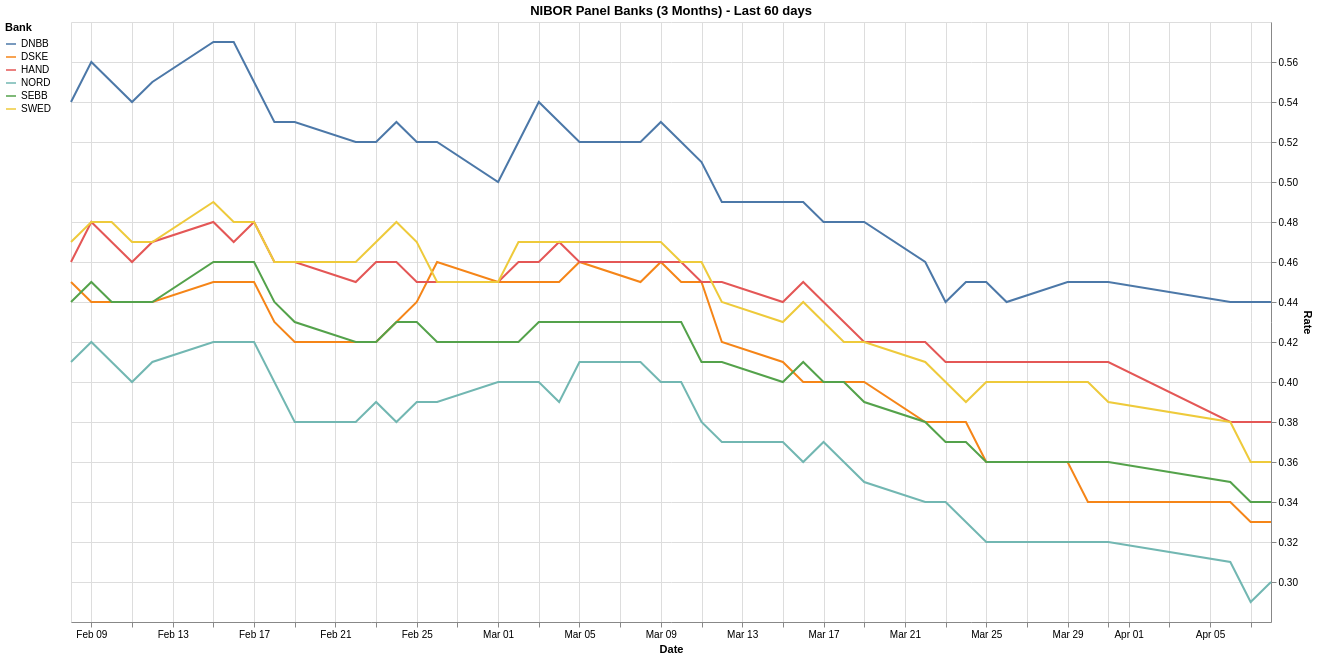 NIBOR Panel Banks (3 Months) - Last 60 days
Bank
DNBB
DSKE
HAND
NORD
SEBB
SWED
0.56
0.54
0.52
0.50
0.48
0.46
0.44
0.42
0.40
0.38
0.36
0.34
0.32
0.30
Rate
Feb 09 Feb 13 Feb 17 Feb 21 Feb 25 Mar 01 Mar 05 Mar 09 Mar 13 Mar 17 Mar 21 Mar 25 Mar 29 Apr 01 Apr 05
Date